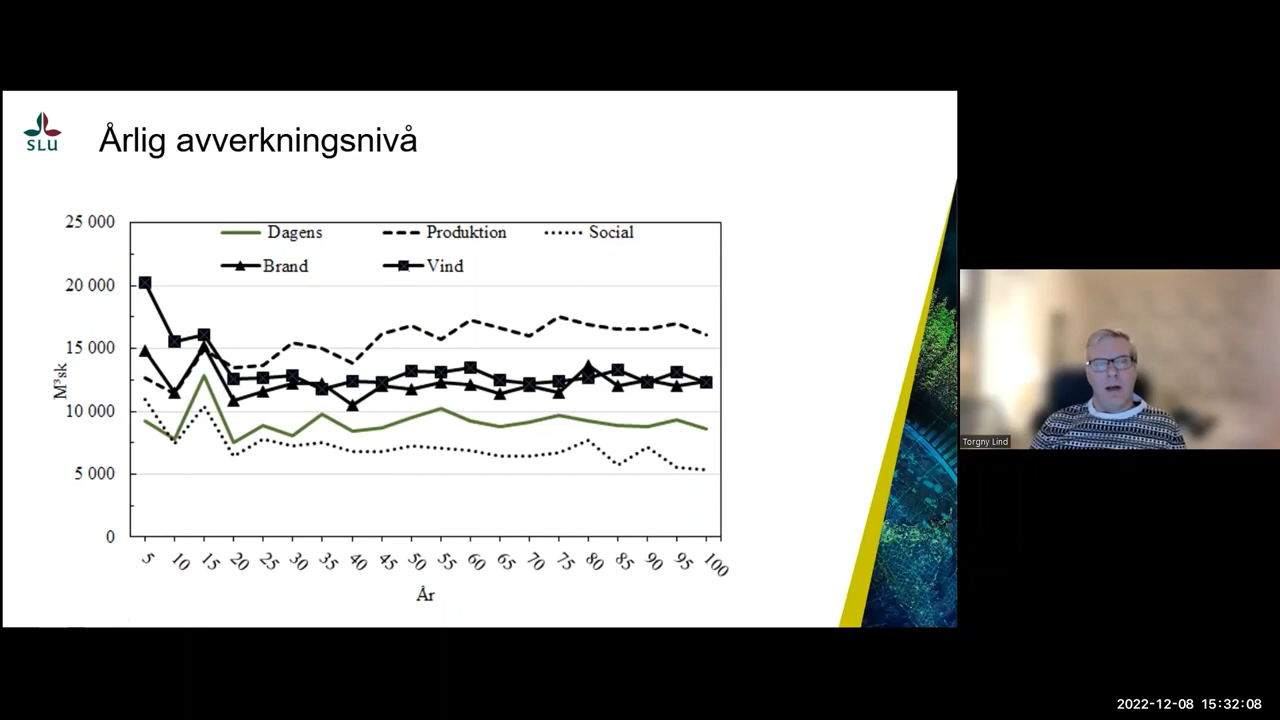 SLU
Årlig avverkningsnivå
Dagens Produktion Social
Brand Vind
25 000
20 000
15 000
10 000
5 000
0
M³sk
5 10 15 20 25 30 35 40 45 50 55 60 65 70 75 80 85 90 95 100
År
Torgny Lind
2022-12-08 15:32:08